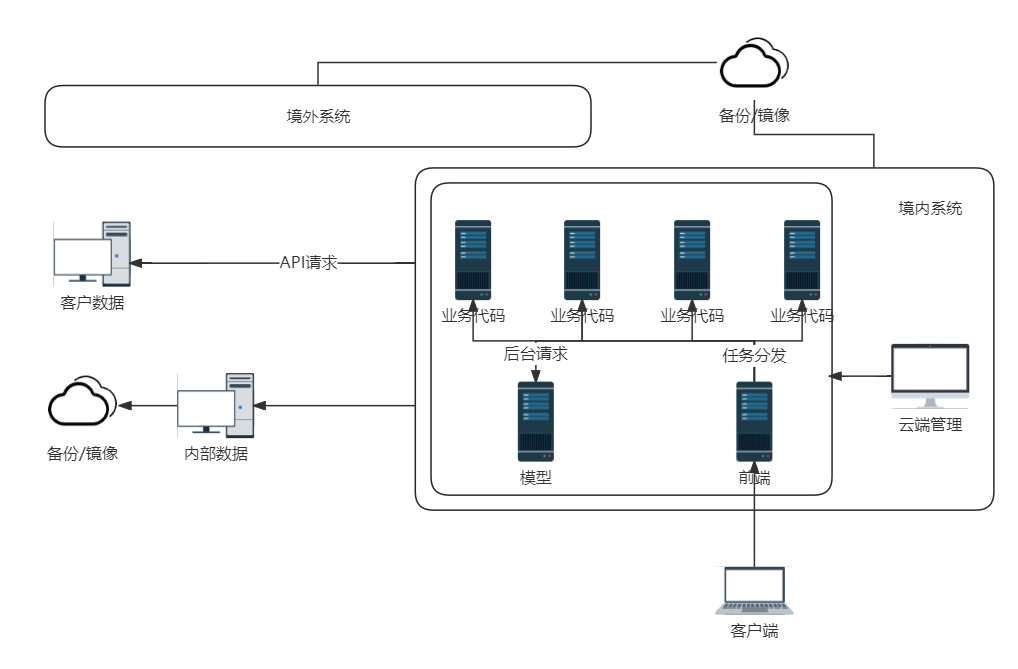 备份/镜像
境外系统
境内系统
API请求
客户数据
业务代码
业务代码
业务代码
业务代码
后台请求
任务分发
云端管理
备份/镜像
内部数据
模型
前端
客户端